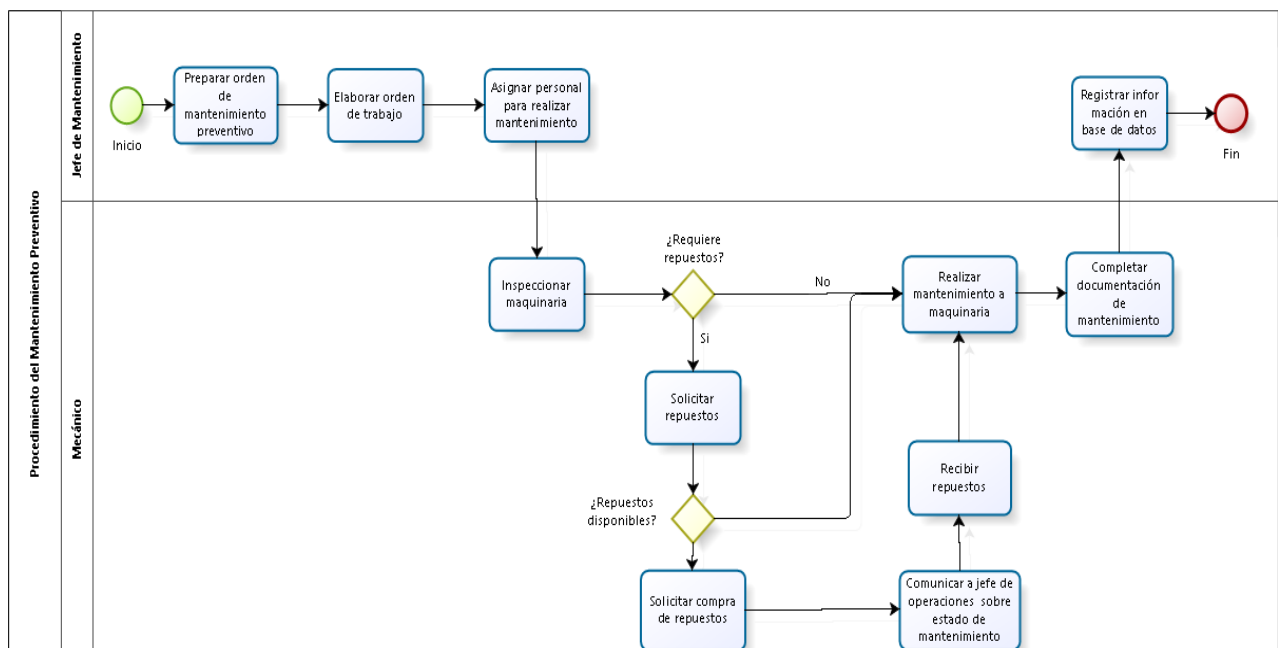 Procedimiento del Mantenimiento Preventivo
Jefe de Mantenimiento
Inicio
Preparar orden
de
mantenimiento
preventivo
Elaborar orden
de trabajo
Asignar personal
para realizar
mantenimiento
Registrar infor
mación en
base de datos
Fin
Mecánico
Inspeccionar
maquinaria
¿Requiere
repuestos?
No
Si
Realizar
mantenimiento a
maquinaria
Completar
documentación
de
mantenimiento
Solicitar
repuestos
Recibir
repuestos
¿Repuestos
disponibles?
Solicitar compra
de repuestos
Comunicar a jefe de
operaciones sobre
estado de
mantenimiento